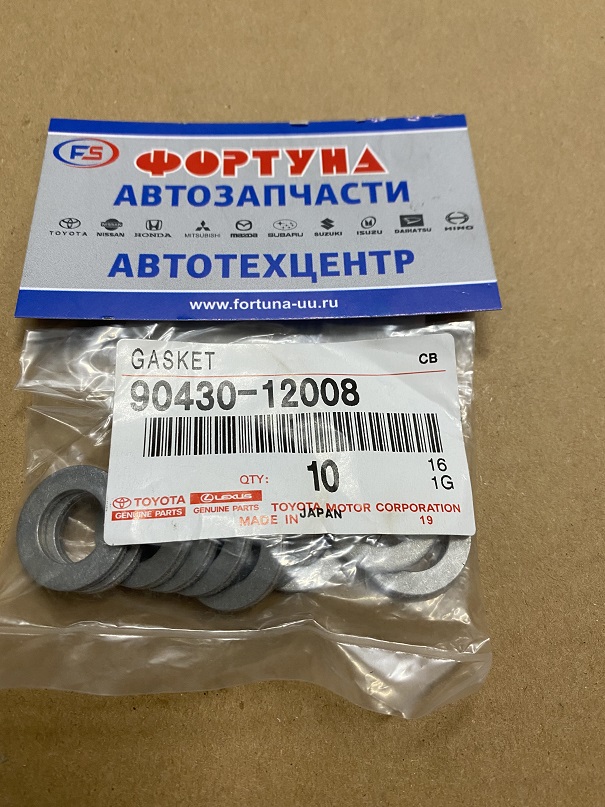 FS ФОРТУНА
АВТОЗАПЧАСТИ
TOYOTA NISSAN HONDA MITSUBISHI mazda SUBARU SUZUKI ISUZU DAIHATSU HINO
АВТОТЕХЦЕНТР
www.fortuna-uu.ru
GASKET CB
90430-12008
QTY: 10 16
1G
TOYOTA LEXUS TOYOTA MOTOR CORPORATION
GENUINE PARTS GENUINE PARTS MADE IN JAPAN 19